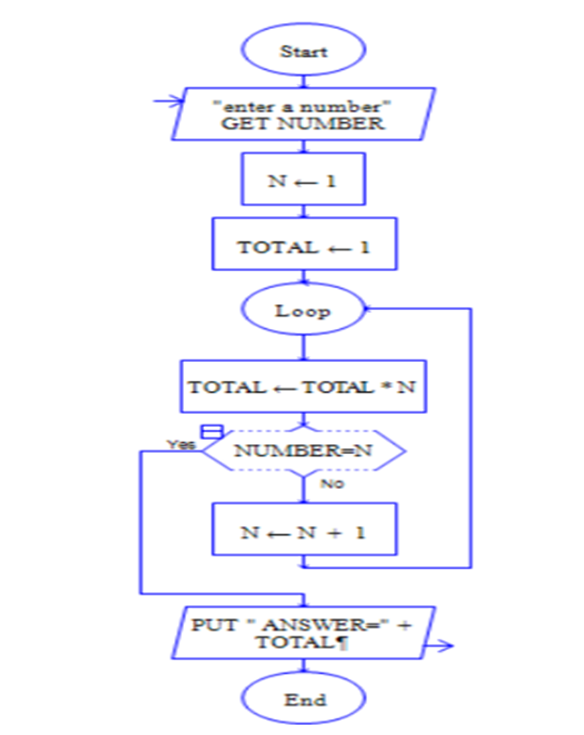 Start
"enter a number"
GET NUMBER
N ← 1
TOTAL ← 1
Loop
TOTAL ← TOTAL * N
Yes
NUMBER=N
No
N ← N + 1
PUT " ANSWER=" +
TOTAL¶
End